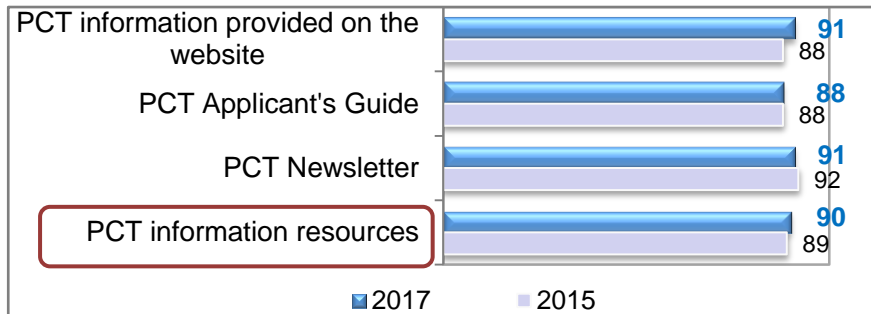 PCT information provided on the
website
91
88
PCT Applicant's Guide
88
88
PCT Newsletter
91
92
PCT information resources
90
89
2017 2015